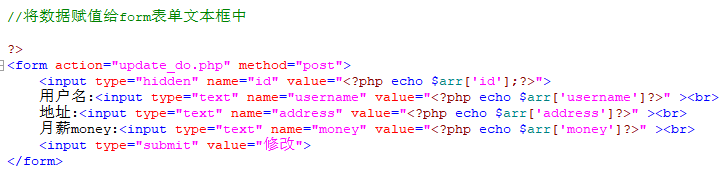 //将数据赋值给form表单文本框中
?>
<form action="update_do.php" method="post">
<input type="hidden" name="id" value="<?php echo $arr['id'];?>">
用户名:<input type="text" name="username" value="<?php echo $arr['username']?>" ><br>
地址:<input type="text" name="address" value="<?php echo $arr['address']?>" ><br>
月薪money:<input type="text" name="money" value="<?php echo $arr['money']?>" ><br>
<input type="submit" value="修改">
</form>